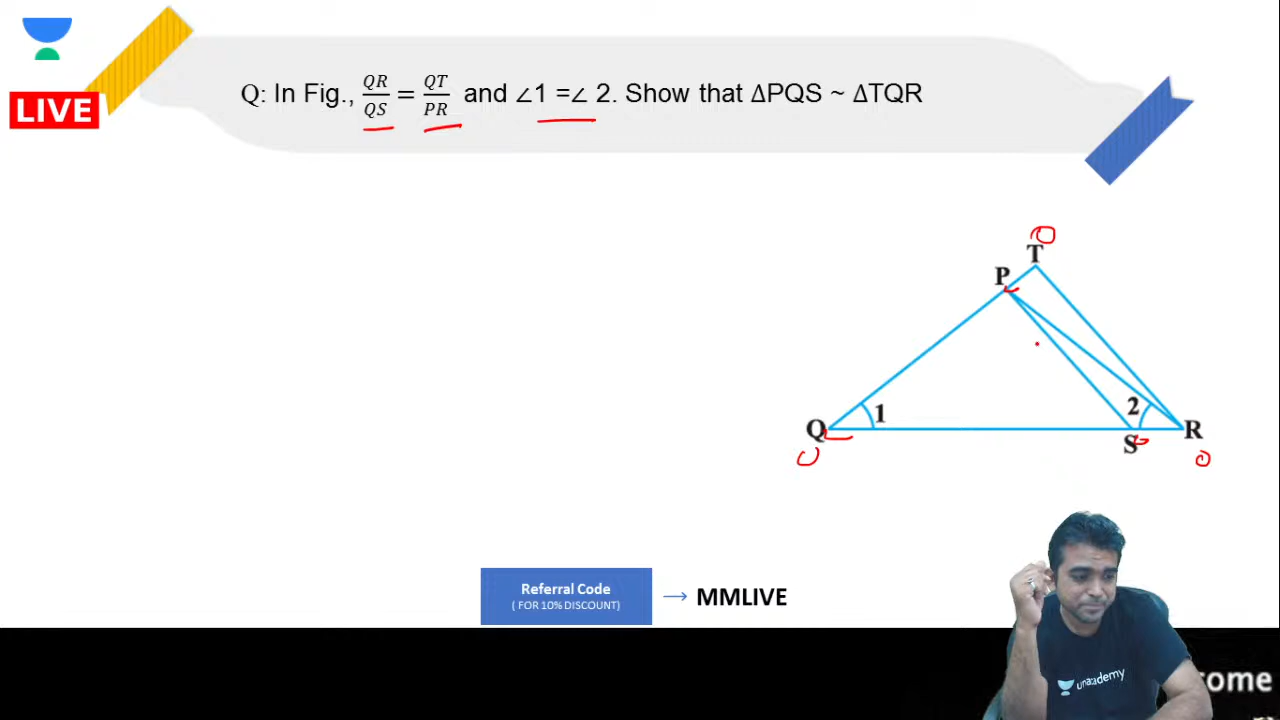 LIVE
Q: In Fig., QR/QS = QT/PR and ∠1 =∠ 2. Show that ΔPQS ~ ΔTQR
T
P
1
2
Q
R
S
Referral Code
( FOR 10% DISCOUNT)
→ MMLIVE
unacademy
come